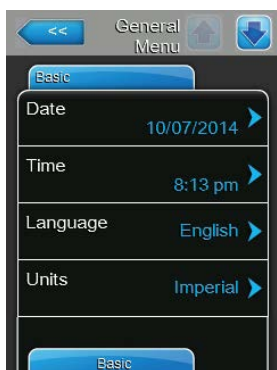 <<
General
Menu
Basic
Date
10/07/2014
Time
8:13 pm
Language
English
Units
Imperial
Basic